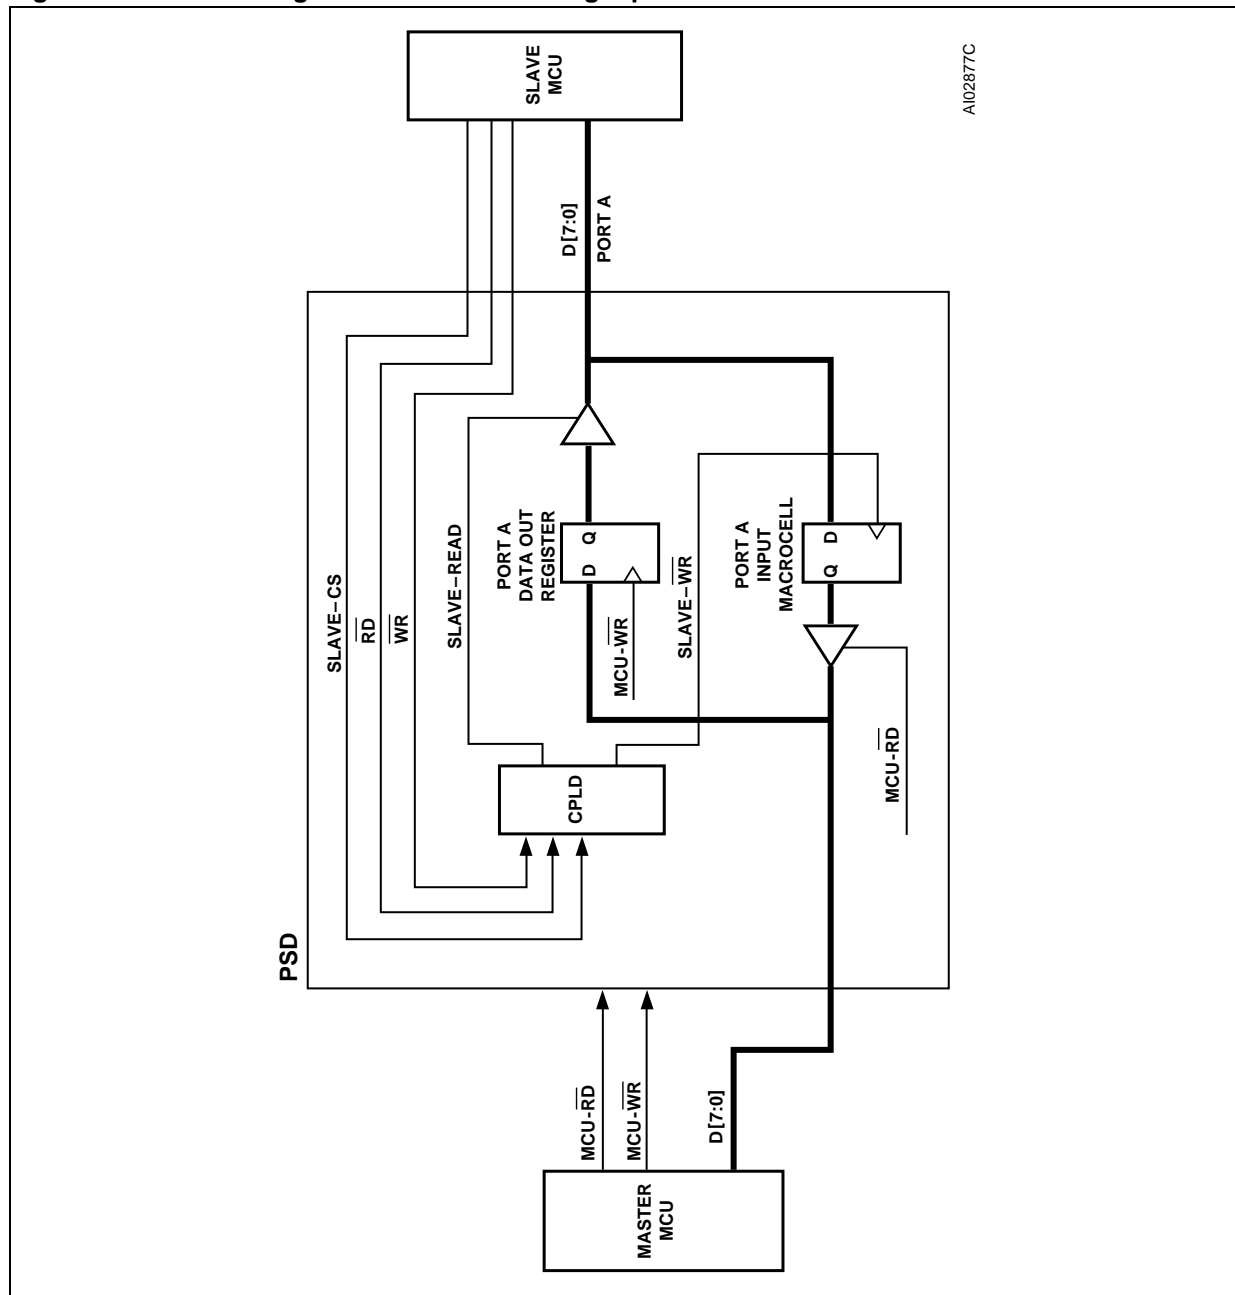 SLAVE
MCU
AI02877C
D[7:0]
PORT A
SLAVE–CS
RD
WR
SLAVE–READ
PORT A
DATA OUT
REGISTER
D Q
MCU-WR
SLAVE–WR
PORT A
INPUT
MACROCELL
Q D
MCU-RD
CPLD
PSD
MCU-RD
MCU-WR
D[7:0]
MASTER
MCU